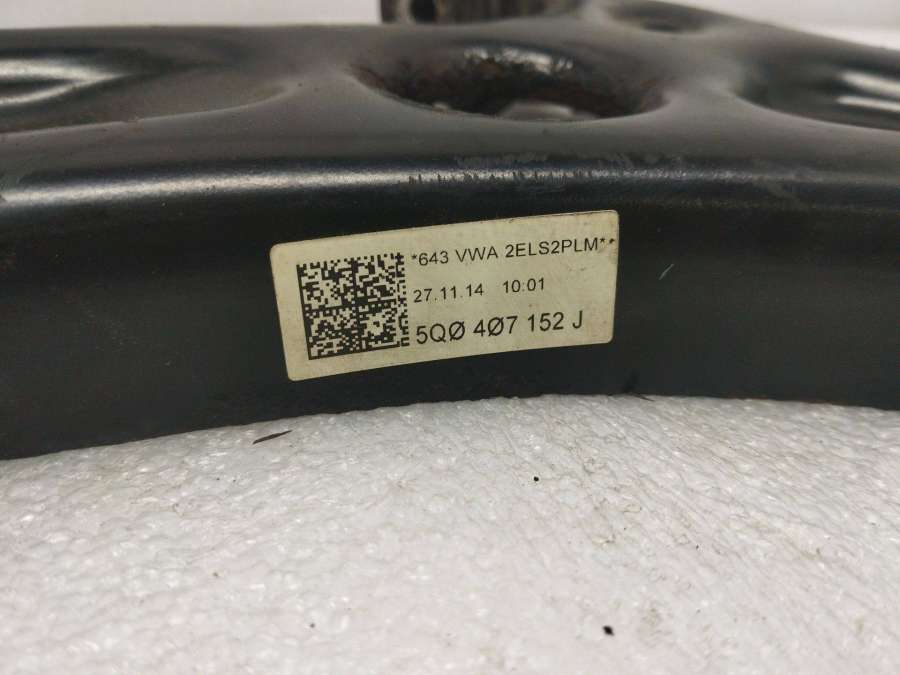 *643 VWA 2ELS2PLM**
27.11.14 10:01
5QØ 4Ø7 152 J